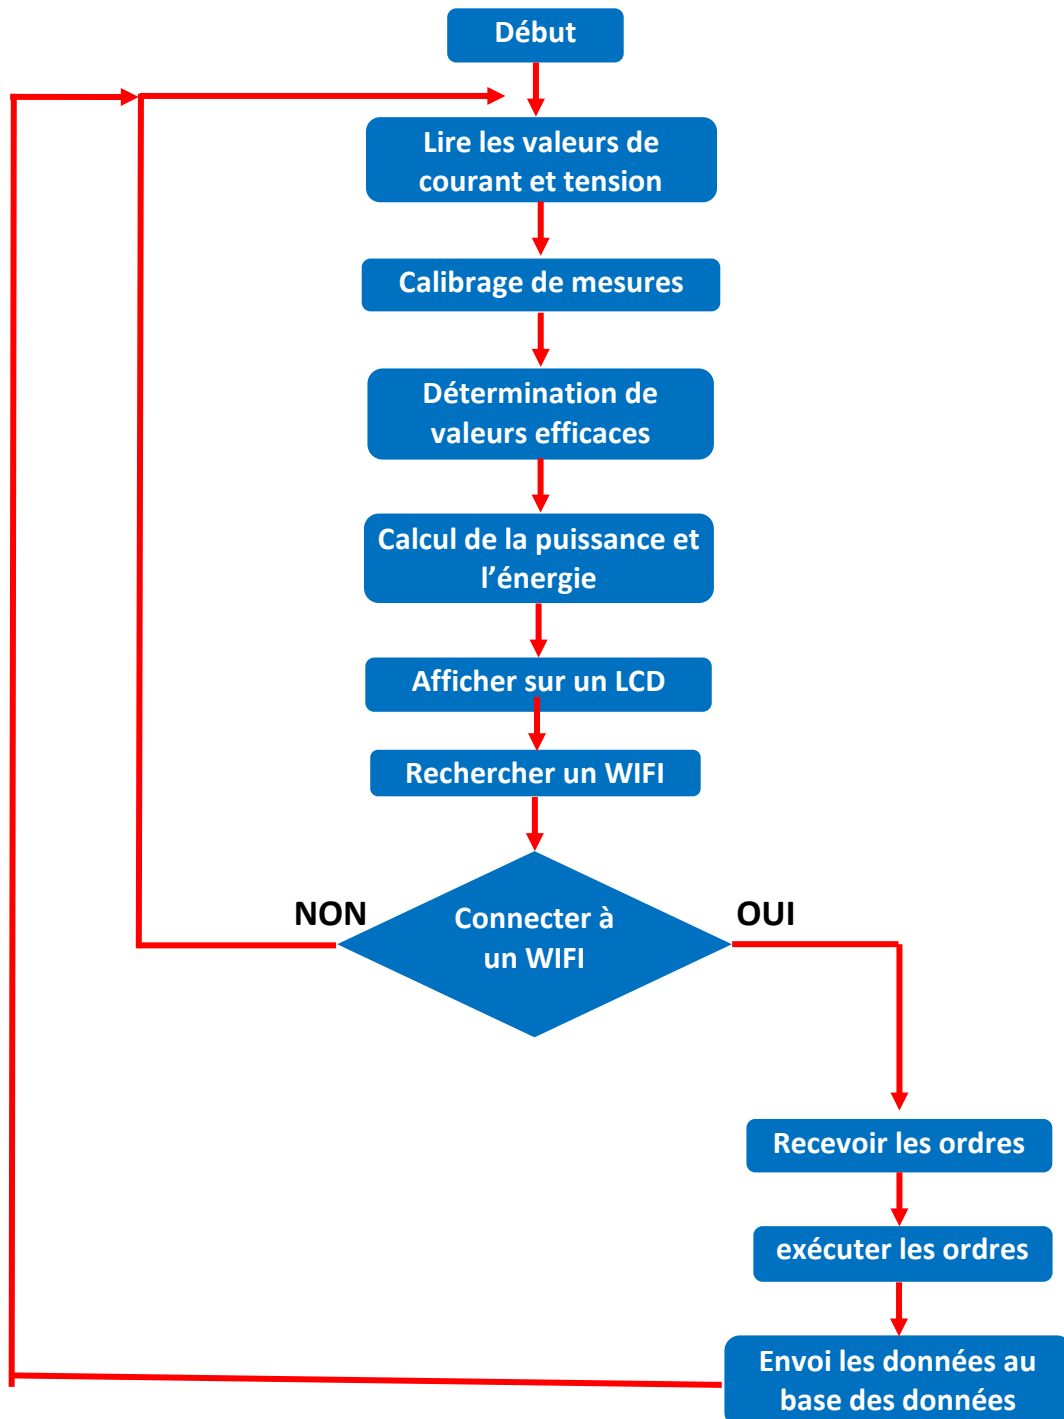 Début
Lire les valeurs de
courant et tension
Calibrage de mesures
Détermination de
valeurs efficaces
Calcul de la puissance et
l’énergie
Afficher sur un LCD
Rechercher un WIFI
NON
Connecter à
un WIFI
OUI
Recevoir les ordres
exécuter les ordres
Envoi les données au
base des données